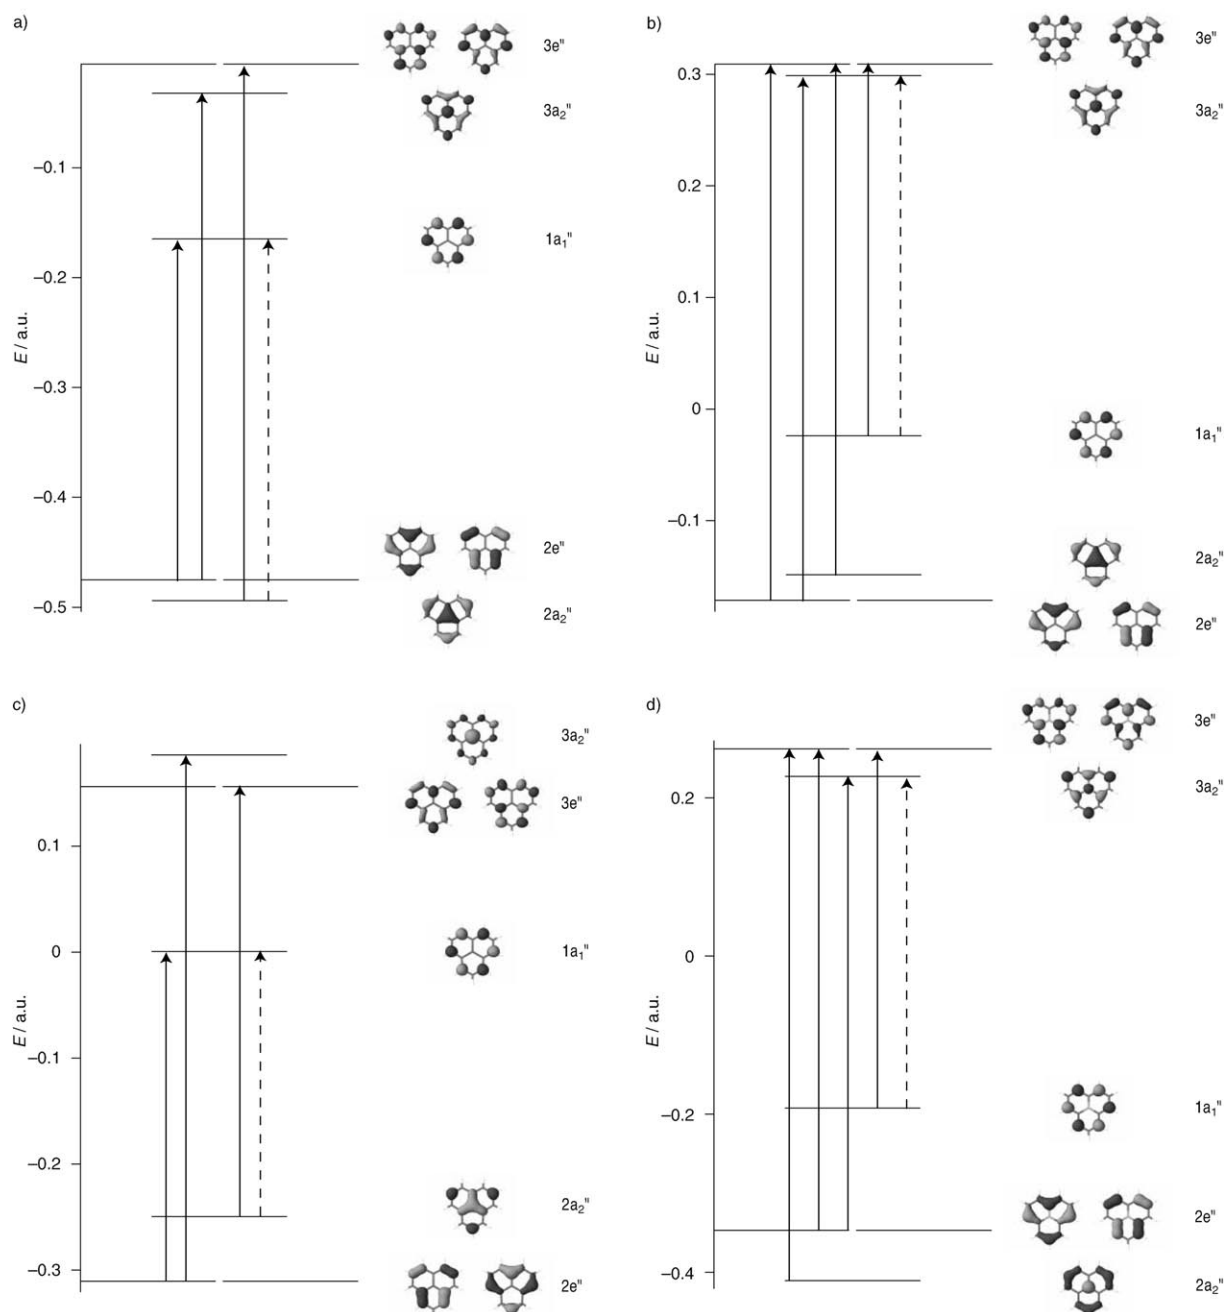 a)
3e"
3a₂"
–0.1
1a₁"
–0.2
E / a.u.
–0.3
–0.4
2e"
–0.5
2a₂"
b)
3e"
0.3
3a₂"
0.2
0.1
E / a.u.
0
1a₁"
–0.1
2a₂"
2e"
c)
3a₂"
3e"
0.1
0
1a₁"
E / a.u.
–0.1
–0.2
2a₂"
–0.3
2e"
d)
3e"
0.2
3a₂"
0
E / a.u.
–0.2
1a₁"
2e"
–0.4
2a₂"